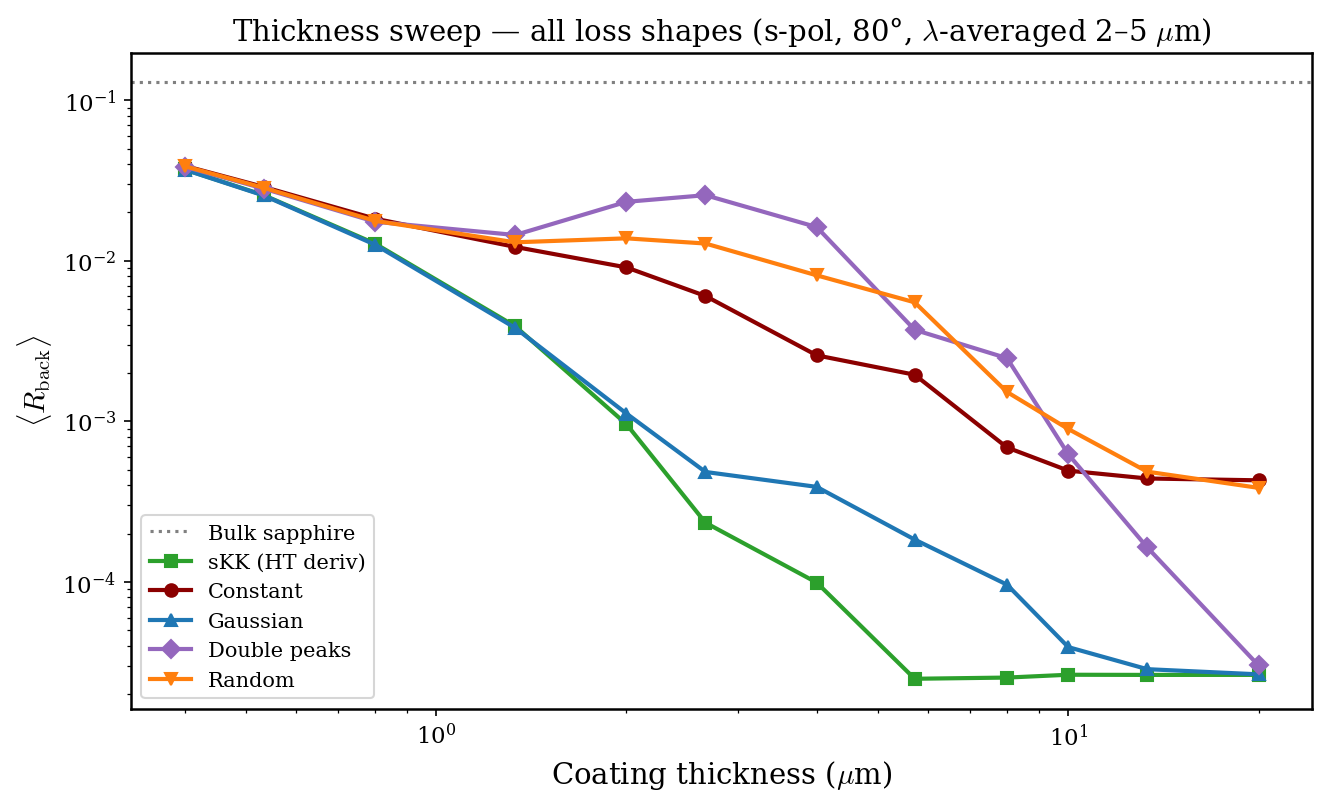 Thickness sweep — all loss shapes (s-pol, 80°, λ-averaged 2–5 μm)
10⁻¹
10⁻²
10⁻³
10⁻⁴
⟨R_back⟩
Bulk sapphire
sKK (HT deriv)
Constant
Gaussian
Double peaks
Random
10⁰
10¹
Coating thickness (μm)